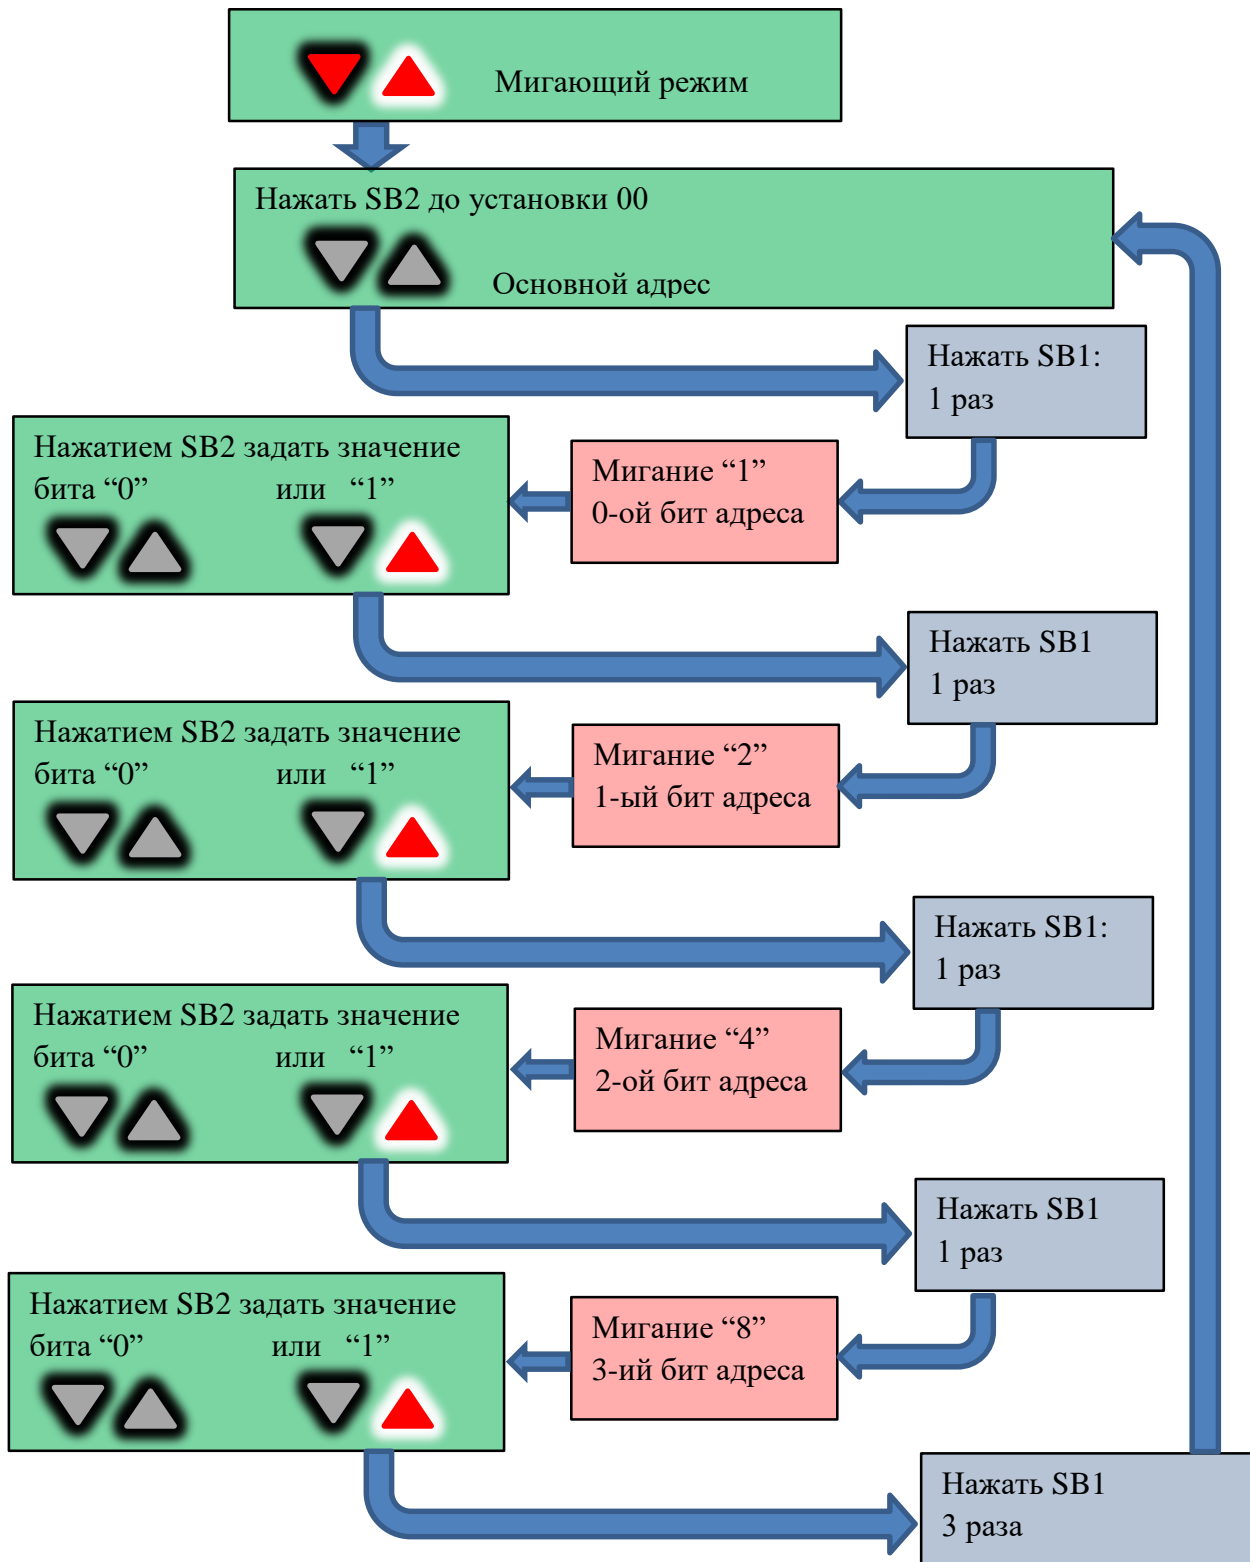 Мигающий режим
Нажать SB2 до установки 00
Основной адрес
Нажать SB1:
1 раз
Мигание “1”
0-ой бит адреса
Нажатием SB2 задать значение
бита “0” или “1”
Нажать SB1
1 раз
Мигание “2”
1-ый бит адреса
Нажатием SB2 задать значение
бита “0” или “1”
Нажать SB1:
1 раз
Мигание “4”
2-ой бит адреса
Нажатием SB2 задать значение
бита “0” или “1”
Нажать SB1
1 раз
Мигание “8”
3-ий бит адреса
Нажатием SB2 задать значение
бита “0” или “1”
Нажать SB1
3 раза